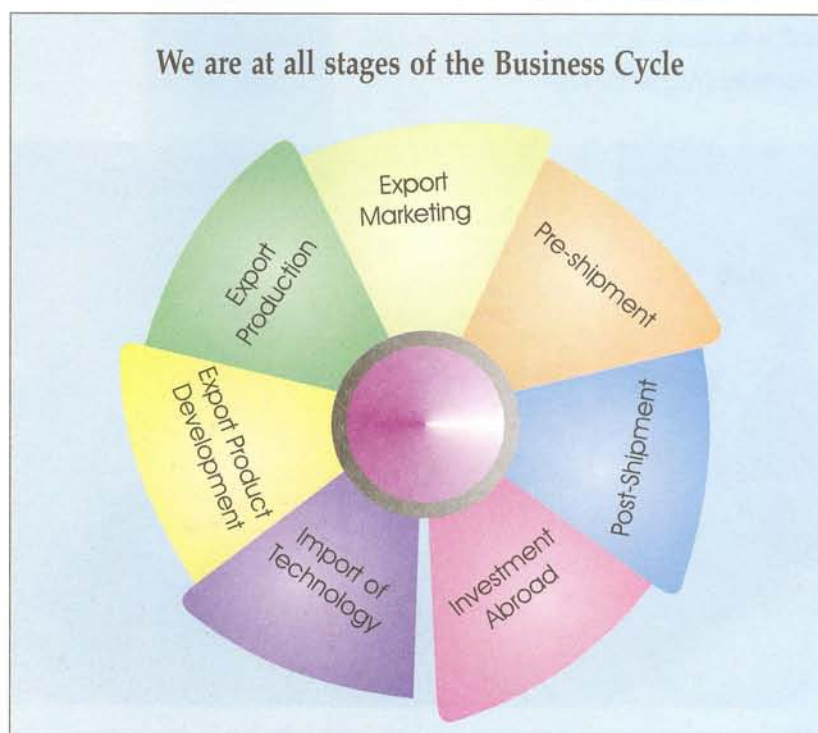 We are at all stages of the Business Cycle
Export
Marketing
Pre-shipment
Post-Shipment
Investment
Abroad
Import of
Technology
Export Product
Development
Export
Production